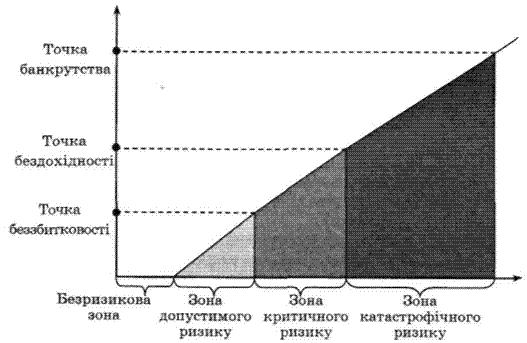 Точка
банкрутства
Точка
бездохідності
Точка
беззбитковості
Безризикова
зона
Зона
допустимого
ризику
Зона
критичного
ризику
Зона
катастрофічного
ризику